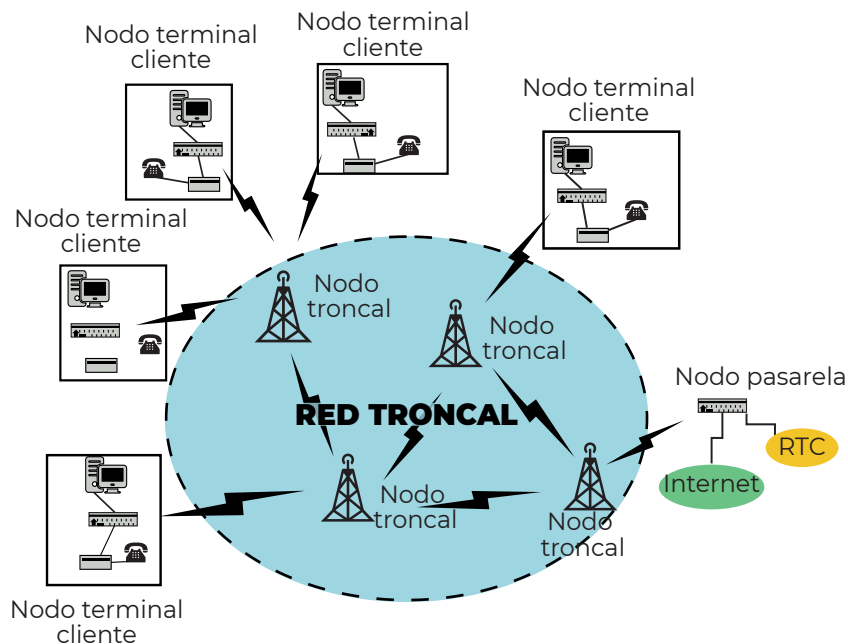 Nodo terminal
cliente
Nodo terminal
cliente
Nodo terminal
cliente
Nodo terminal
cliente
Nodo
troncal
Nodo
troncal
Nodo pasarela
RED TRONCAL
RTC
Internet
Nodo
troncal
Nodo
troncal
Nodo terminal
cliente